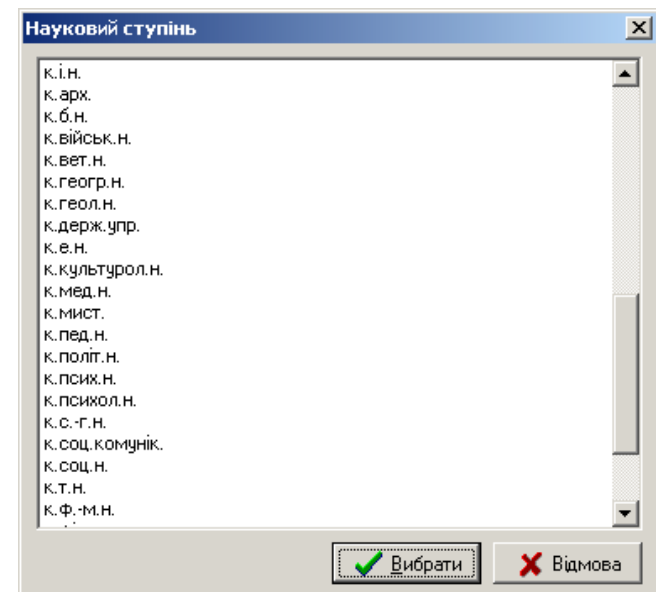 Науковий ступінь
к.і.н.
к.арх.
к.б.н.
к.військ.н.
к.вет.н.
к.геогр.н.
к.геол.н.
к.держ.упр.
к.е.н.
к.культурол.н.
к.мед.н.
к.мист.
к.пед.н.
к.політ.н.
к.псих.н.
к.психол.н.
к.с.-г.н.
к.соц.комунік.
к.соц.н.
к.т.н.
к.ф.-м.н.
Вибрати Відмова